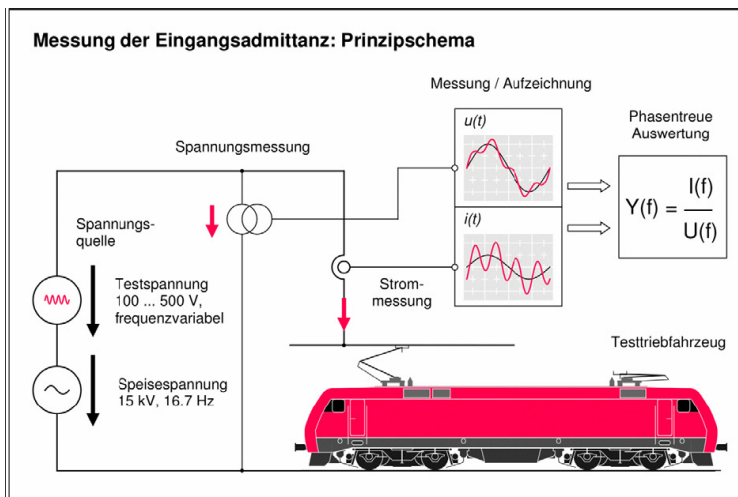 Messung der Eingangsadmittanz: Prinzipschema
Messung / Aufzeichnung
u(t)
Phasentreue
Auswertung
Spannungsmessung
Y(f) = I(f)
U(f)
i(t)
Spannungs-
quelle
Testspannung
100 ... 500 V,
frequenzvariabel
Strom-
messung
Testtriebfahrzeug
Speisespannung
15 kV, 16.7 Hz